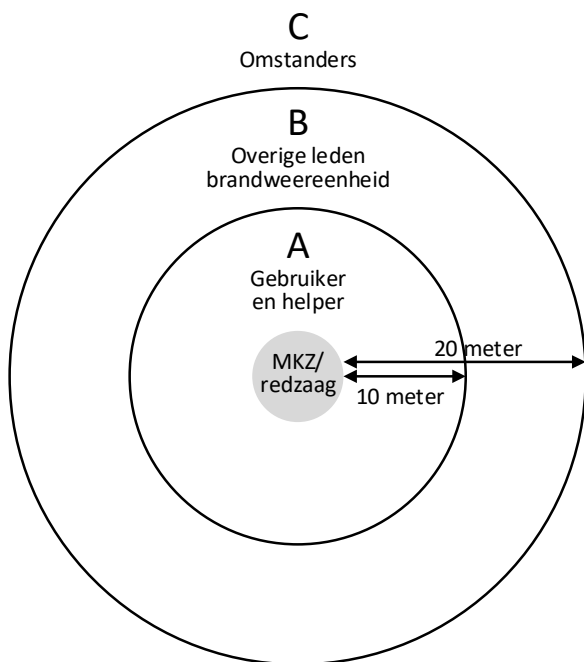 C
Omstanders
B
Overige leden
brandweereenheid
A
Gebruiker
en helper
MKZ/
redzaag
20 meter
10 meter